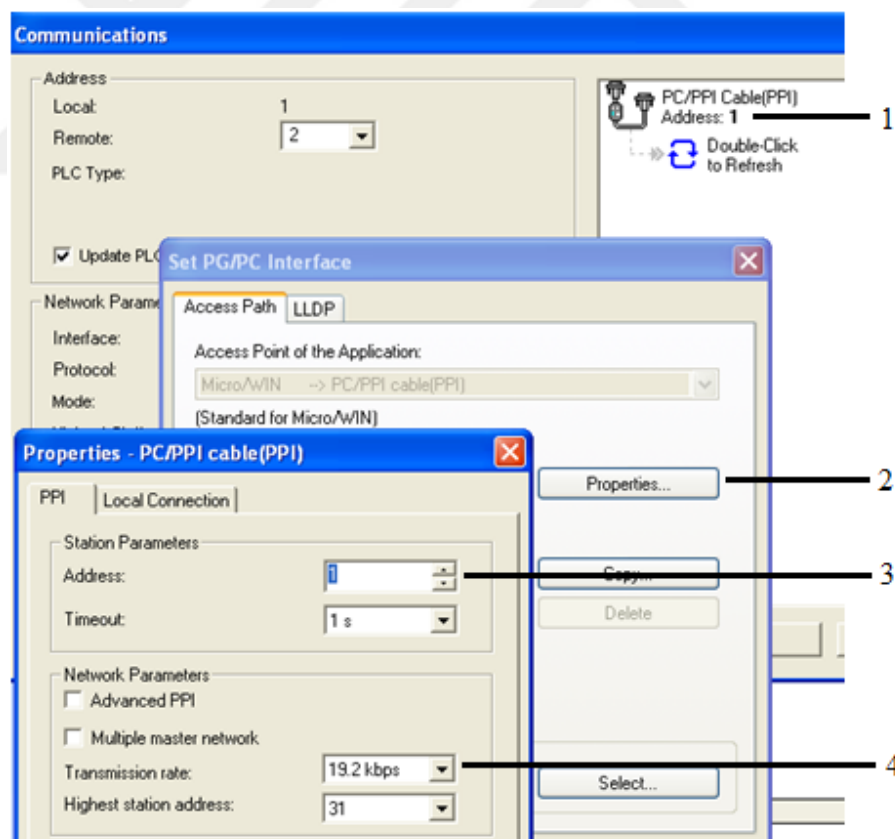 Communications
Address
Local: 1
Remote: 2
PLC Type:
Update PLC
Network Parame
Interface:
Protocol:
Mode:
PC/PPI Cable(PPI)
Address: 1
Double-Click
to Refresh
1
Set PG/PC Interface
Access Path LLDP
Access Point of the Application:
Micro/WIN --> PC/PPI cable(PPI)
(Standard for Micro/WIN)
Properties...
2
Copy...
3
Delete
Select...
4
Properties - PC/PPI cable(PPI)
PPI Local Connection
Station Parameters
Address: 1
Timeout: 1 s
Network Parameters
Advanced PPI
Multiple master network
Transmission rate: 19.2 kbps
Highest station address: 31